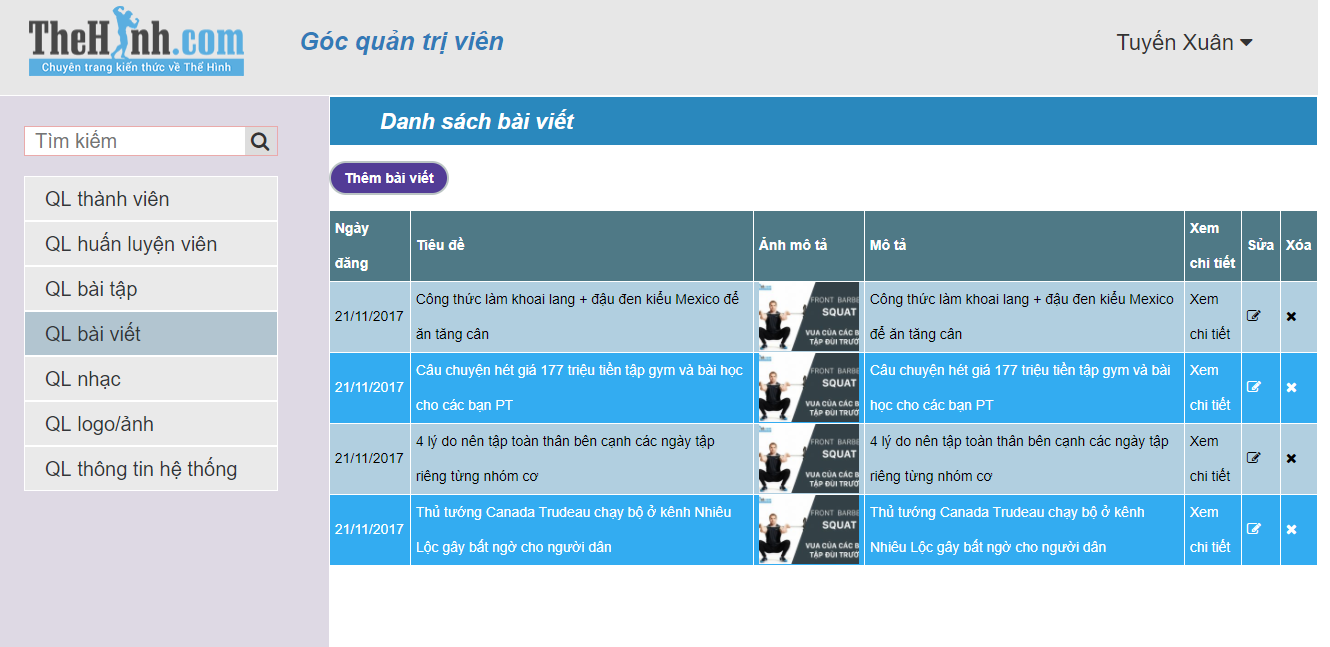 TheHình.com
Chuyên trang kiến thức về Thể Hình
Góc quản trị viên
Tuyến Xuân
Tìm kiếm
QL thành viên
QL huấn luyện viên
QL bài tập
QL bài viết
QL nhạc
QL logo/ảnh
QL thông tin hệ thống
Danh sách bài viết
Thêm bài viết
Ngày
đăng
Tiêu đề
Ảnh mô tả
Mô tả
Xem
chi tiết
Sửa
Xóa
21/11/2017
Công thức làm khoai lang + đậu đen kiểu Mexico để
ăn tăng cân
FRONT BARBE
SQUAT
VUA CỦA CÁC B
TẬP ĐÙI TRƯỚ
Công thức làm khoai lang + đậu đen kiểu Mexico
để ăn tăng cân
Xem
chi tiết
21/11/2017
Câu chuyện hét giá 177 triệu tiền tập gym và bài học
cho các bạn PT
FRONT BARBE
SQUAT
VUA CỦA CÁC B
TẬP ĐÙI TRƯỚ
Câu chuyện hét giá 177 triệu tiền tập gym và bài
học cho các bạn PT
Xem
chi tiết
21/11/2017
4 lý do nên tập toàn thân bên cạnh các ngày tập
riêng từng nhóm cơ
FRONT BARBE
SQUAT
VUA CỦA CÁC B
TẬP ĐÙI TRƯỚ
4 lý do nên tập toàn thân bên cạnh các ngày tập
riêng từng nhóm cơ
Xem
chi tiết
21/11/2017
Thủ tướng Canada Trudeau chạy bộ ở kênh Nhiêu
Lộc gây bất ngờ cho người dân
FRONT BARBE
SQUAT
VUA CỦA CÁC B
TẬP ĐÙI TRƯỚ
Thủ tướng Canada Trudeau chạy bộ ở kênh
Nhiêu Lộc gây bất ngờ cho người dân
Xem
chi tiết